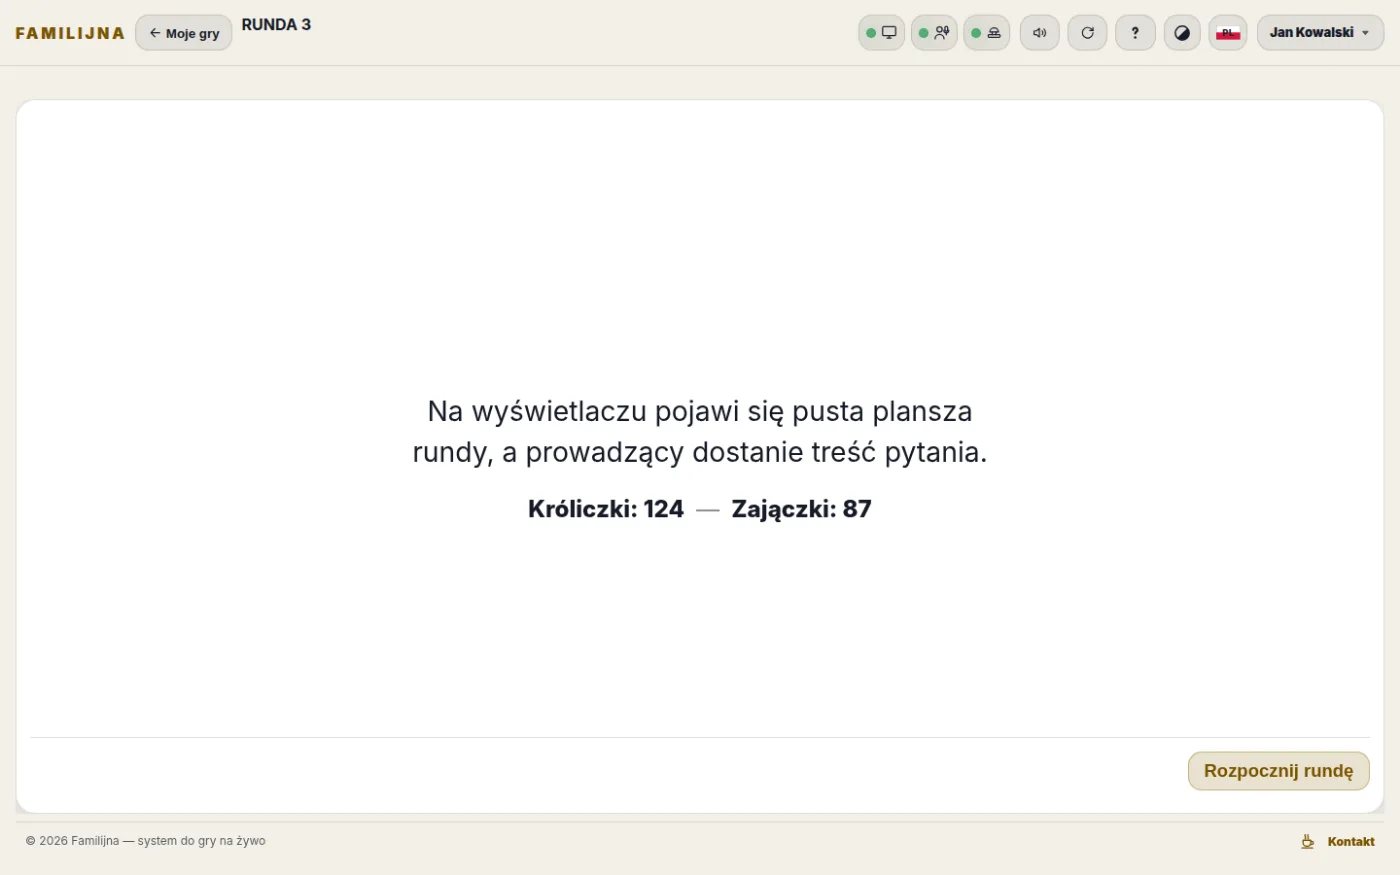 FAMILIJNA
← Moje gry
RUNDA 3
?
PL
Jan Kowalski
Na wyświetlaczu pojawi się pusta plansza
rundy, a prowadzący dostanie treść pytania.
Króliczki: 124 — Zajączki: 87
Rozpocznij rundę
© 2026 Familijna — system do gry na żywo
Kontakt